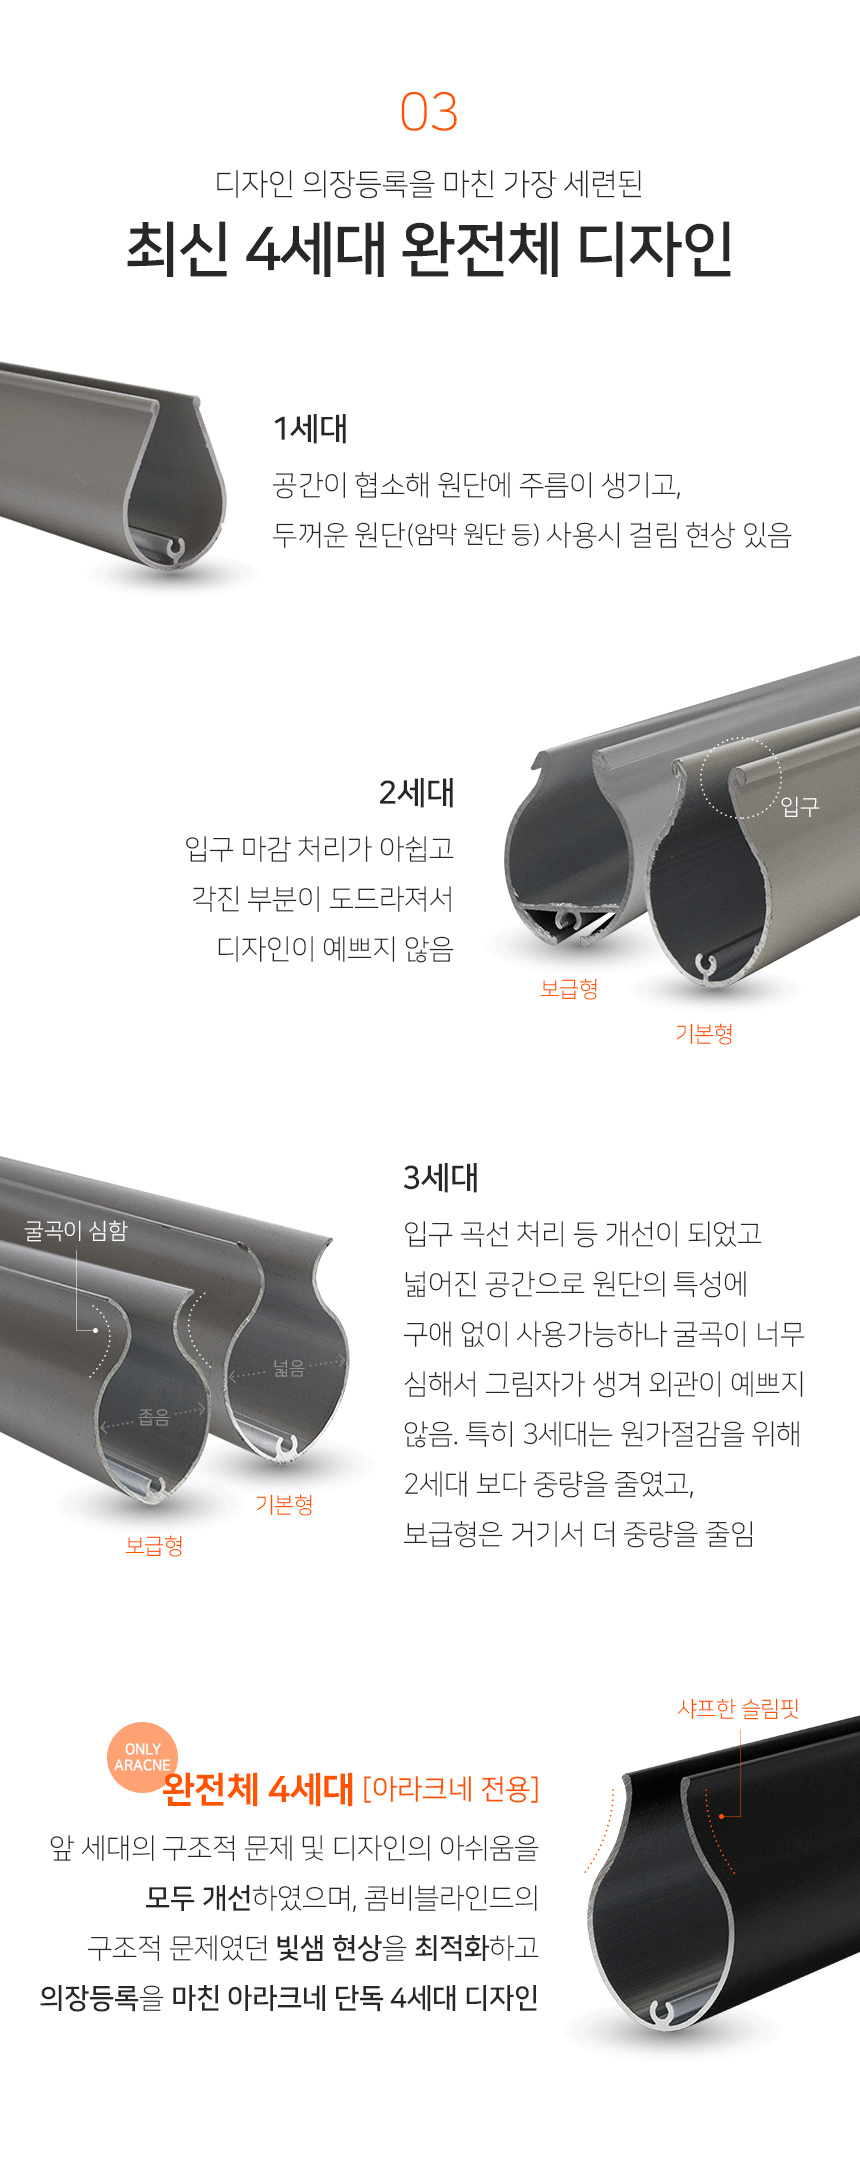 03
디자인 의장등록을 마친 가장 세련된
최신 4세대 완전체 디자인
1세대
공간이 협소해 원단에 주름이 생기고,
두꺼운 원단(암막 원단 등) 사용시 걸림 현상 있음
2세대
입구 마감 처리가 아쉽고
각진 부분이 도드라져서
디자인이 예쁘지 않음
입구
보급형
기본형
3세대
입구 곡선 처리 등 개선이 되었고
넓어진 공간으로 원단의 특성에
구애 없이 사용가능하나 굴곡이 너무
심해서 그림자가 생겨 외관이 예쁘지
않음. 특히 3세대는 원가절감을 위해
2세대 보다 중량을 줄였고,
보급형은 거기서 더 중량을 줄임
굴곡이 심함
넓음
좁음
기본형
보급형
샤프한 슬림핏
ONLY
ARACNE
완전체 4세대 [아라크네 전용]
앞 세대의 구조적 문제 및 디자인의 아쉬움을
모두 개선하였으며, 콤비블라인드의
구조적 문제였던 빛샘 현상을 최적화하고
의장등록을 마친 아라크네 단독 4세대 디자인